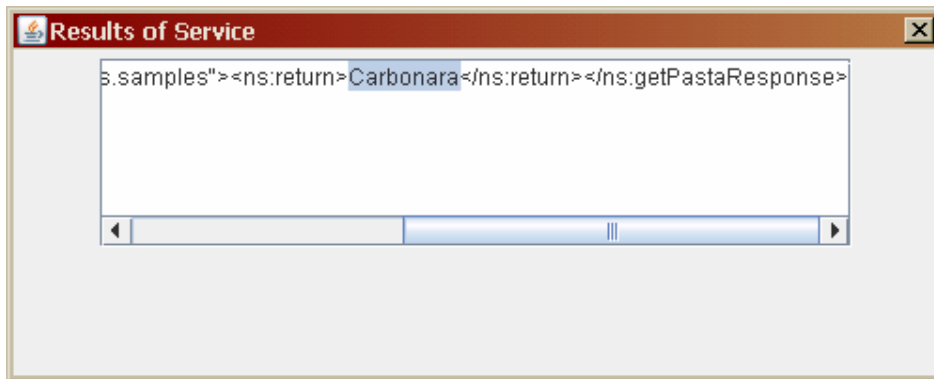 Results of Service
s.samples"><ns:return>Carbonara</ns:return></ns:getPastaResponse>